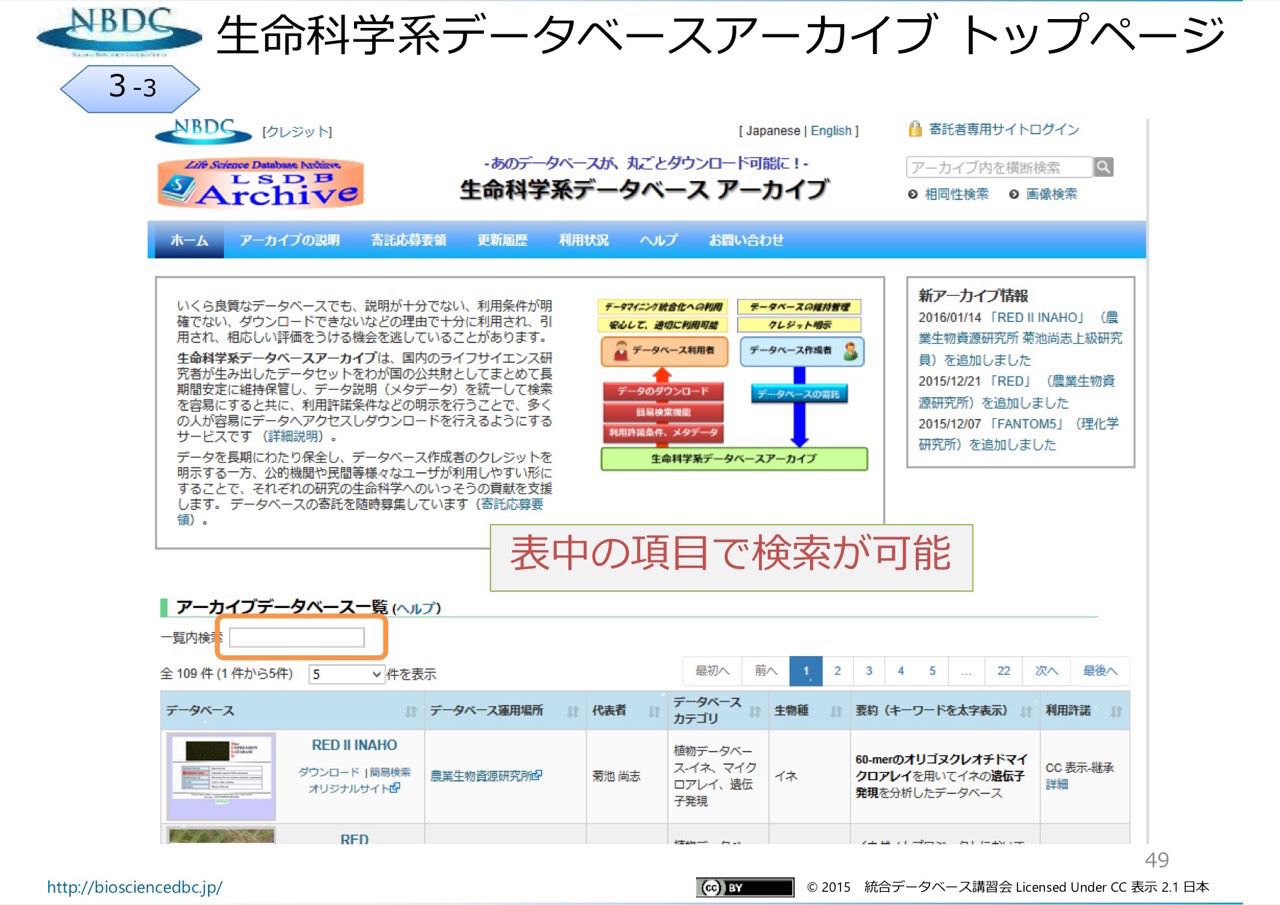 NBDC
生命科学系データベースアーカイブ トップページ
3-3
NBDC
[クレジット]
[ Japanese | English ]
寄託者専用サイトログイン
Life Science Database Archive
LSDB
Archive
-あのデータベースが、丸ごとダウンロード可能に！-
生命科学系データベース アーカイブ
アーカイブ内を横断検索
相同性検索 画像検索
ホーム アーカイブの説明 寄託応募要領 更新履歴 利用状況 ヘルプ お問い合わせ
いくら良質なデータベースでも、説明が十分でない、利用条件が明
確でない、ダウンロードできないなどの理由で十分に利用され、引
用され、相応しい評価をうける機会を逃していることがあります。
生命科学系データベースアーカイブは、国内のライフサイエンス研
究者が生み出したデータセットをわが国の公共財としてまとめて長
期間安定に維持保管し、データ説明（メタデータ）を統一して検索
を容易にすると共に、利用許諾条件などの明示を行うことで、多く
の人が容易にデータへアクセスしダウンロードを行えるようにする
サービスです（詳細説明）。
データを長期にわたり保全し、データベース作成者のクレジットを
明示する一方、公的機関や民間等様々なユーザが利用しやすい形に
することで、それぞれの研究の生命科学へのいっそうの貢献を支援
します。 データベースの寄託を随時募集しています（寄託応募要
領）。
データマイニング統合化への利用
安心して、適切に利用可能
データベースの維持管理
クレジット明示
データベース利用者
データベース作成者
データのダウンロード
簡易検索機能
利用許諾条件、メタデータ
データベースの寄託
生命科学系データベースアーカイブ
新アーカイブ情報
2016/01/14 「RED II INAHO」 （農
業生物資源研究所 菊池尚志上級研究
員）を追加しました
2015/12/21 「RED」 （農業生物資
源研究所）を追加しました
2015/12/07 「FANTOM5」（理化学
研究所）を追加しました
表中の項目で検索が可能
アーカイブデータベース一覧 (ヘルプ)
一覧内検索
全 109 件 (1 件から5件) 5 件を表示
最初へ 前へ 1 2 3 4 5 ... 22 次へ 最後へ
データベース データベース運用場所 代表者 データベース
カテゴリ 生物種 要約（キーワードを太字表示） 利用許諾
RED II INAHO
ダウンロード | 簡易検索
オリジナルサイト
農業生物資源研究所
菊池 尚志
植物データベー
ス-イネ、マイク
ロアレイ、遺伝
子発現
イネ
60-merのオリゴヌクレオチドマイ
クロアレイを用いてイネの遺伝子
発現を分析したデータベース
CC 表示-継承
詳細
RED
49
http://biosciencedbc.jp/
cc BY
© 2015 統合データベース講習会 Licensed Under CC 表示 2.1 日本